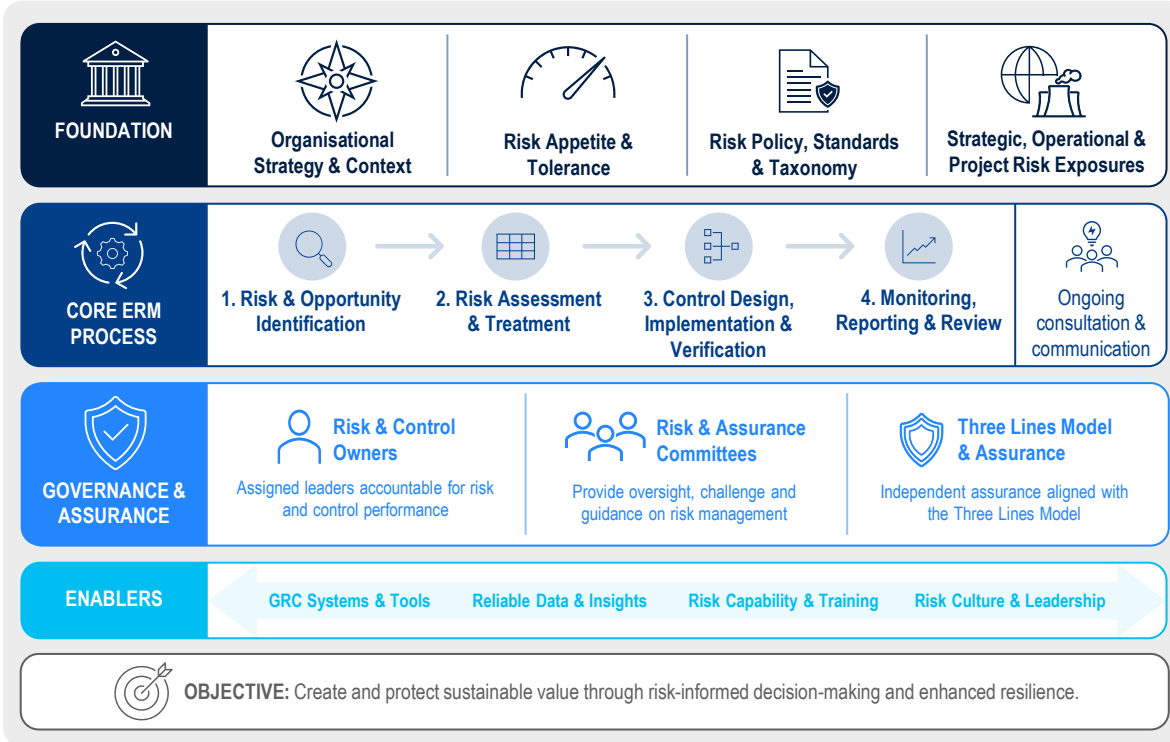 FOUNDATION
Organisational
Strategy & Context
Risk Appetite &
Tolerance
Risk Policy, Standards
& Taxonomy
Strategic, Operational &
Project Risk Exposures
CORE ERM
PROCESS
1. Risk & Opportunity
Identification
2. Risk Assessment
& Treatment
3. Control Design,
Implementation &
Verification
4. Monitoring,
Reporting & Review
Ongoing
consultation &
communication
GOVERNANCE &
ASSURANCE
Risk & Control
Owners
Assigned leaders accountable for risk
and control performance
Risk & Assurance
Committees
Provide oversight, challenge and
guidance on risk management
Three Lines Model
& Assurance
Independent assurance aligned with
the Three Lines Model
ENABLERS
GRC Systems & Tools
Reliable Data & Insights
Risk Capability & Training
Risk Culture & Leadership
OBJECTIVE: Create and protect sustainable value through risk-informed decision-making and enhanced resilience.